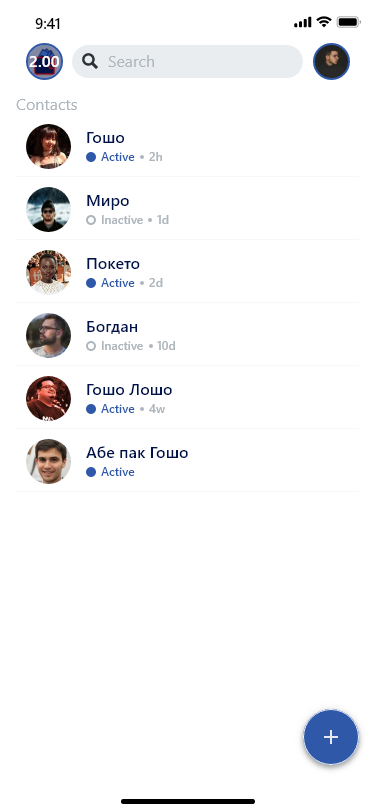 9:41
2.00
Search
Contacts
Гошо
Active • 2h
Миро
Inactive • 1d
Покето
Active • 2d
Богдан
Inactive • 10d
Гошо Лошо
Active • 4w
Абе пак Гошо
Active
+